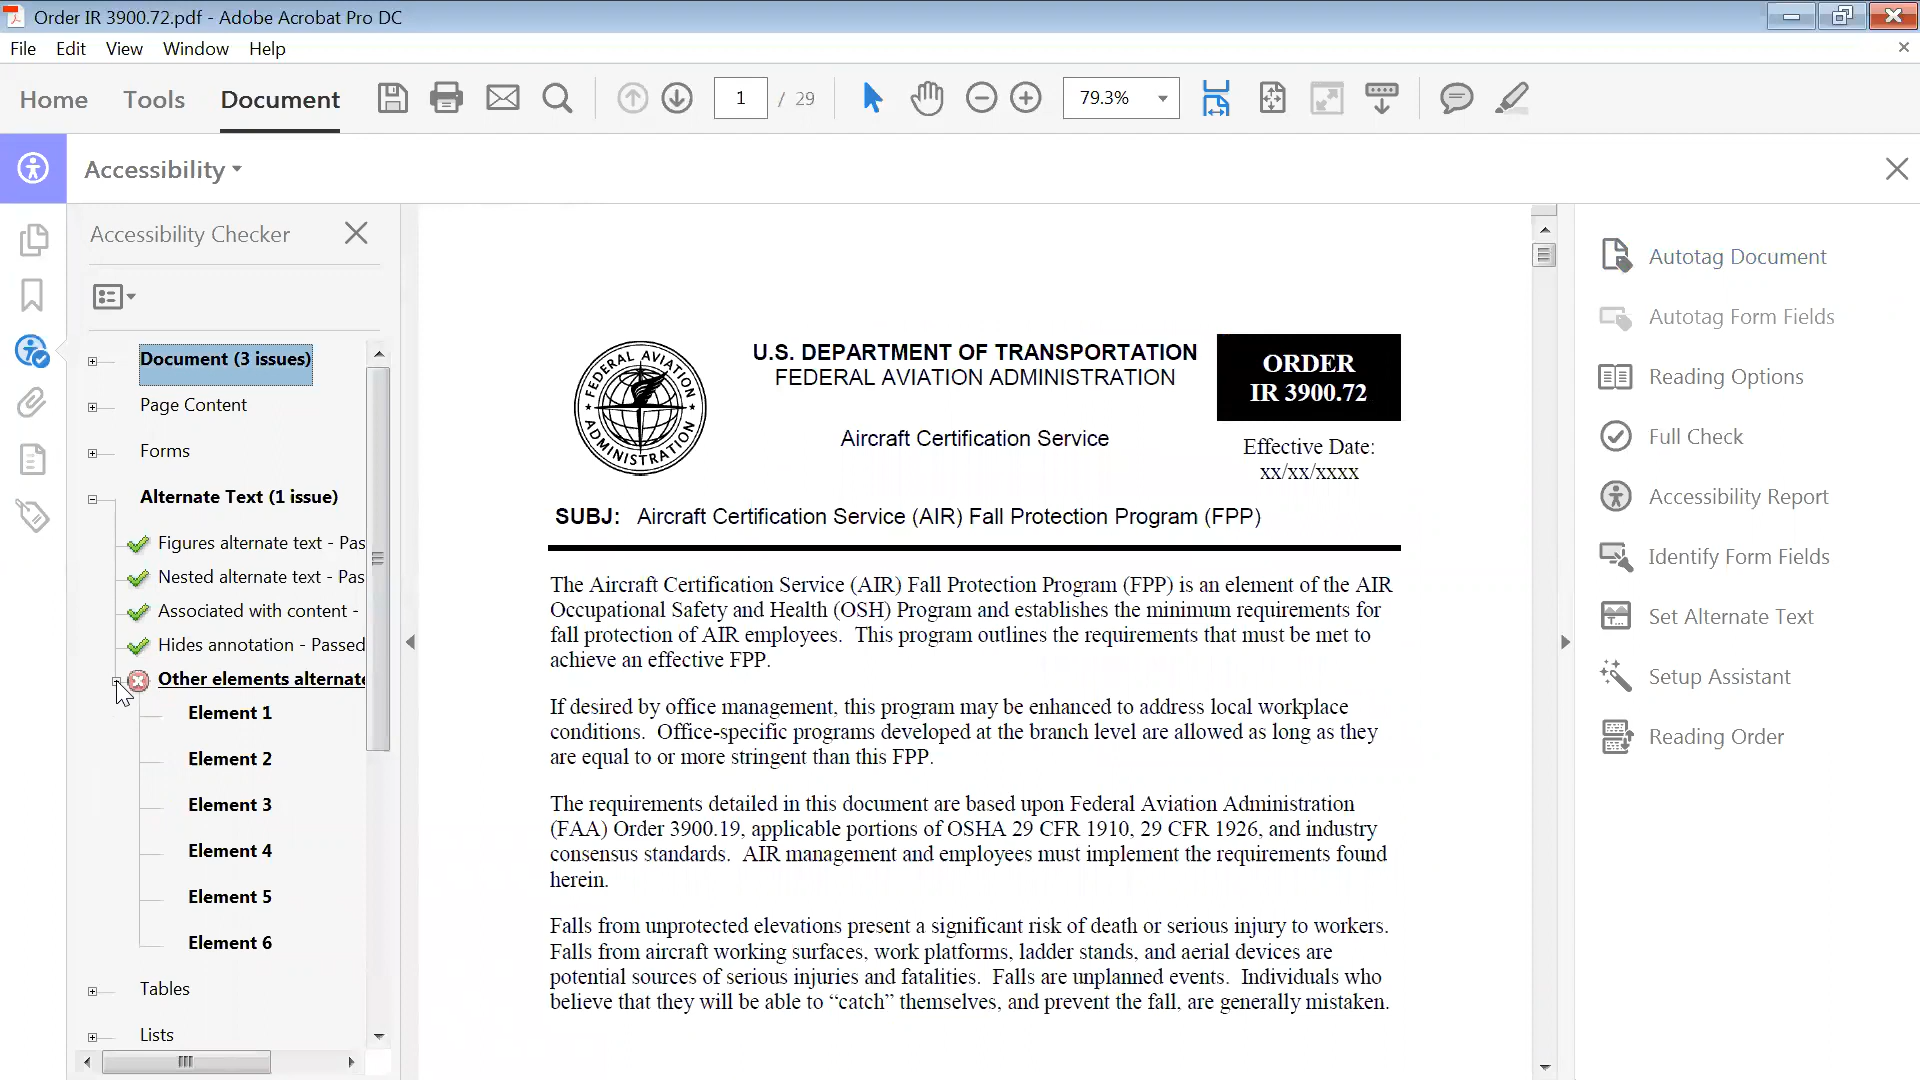 Order IR 3900.72.pdf - Adobe Acrobat Pro DC
File Edit View Window Help
Home Tools Document 1 / 29 79.3%
Accessibility
Accessibility Checker
Document (3 issues)
Page Content
Forms
Alternate Text (1 issue)
Figures alternate text - Pas
Nested alternate text - Pas
Associated with content -
Hides annotation - Passed
Other elements alternate
Element 1
Element 2
Element 3
Element 4
Element 5
Element 6
Tables
Lists
FEDERAL AVIATION
ADMINISTRATION
U.S. DEPARTMENT OF TRANSPORTATION
FEDERAL AVIATION ADMINISTRATION
Aircraft Certification Service
ORDER
IR 3900.72
Effective Date:
xx/xx/xxxx
SUBJ: Aircraft Certification Service (AIR) Fall Protection Program (FPP)
The Aircraft Certification Service (AIR) Fall Protection Program (FPP) is an element of the AIR
Occupational Safety and Health (OSH) Program and establishes the minimum requirements for
fall protection of AIR employees. This program outlines the requirements that must be met to
achieve an effective FPP.
If desired by office management, this program may be enhanced to address local workplace
conditions. Office-specific programs developed at the branch level are allowed as long as they
are equal to or more stringent than this FPP.
The requirements detailed in this document are based upon Federal Aviation Administration
(FAA) Order 3900.19, applicable portions of OSHA 29 CFR 1910, 29 CFR 1926, and industry
consensus standards. AIR management and employees must implement the requirements found
herein.
Falls from unprotected elevations present a significant risk of death or serious injury to workers.
Falls from aircraft working surfaces, work platforms, ladder stands, and aerial devices are
potential sources of serious injuries and fatalities. Falls are unplanned events. Individuals who
believe that they will be able to “catch” themselves, and prevent the fall, are generally mistaken.
Autotag Document
Autotag Form Fields
Reading Options
Full Check
Accessibility Report
Identify Form Fields
Set Alternate Text
Setup Assistant
Reading Order